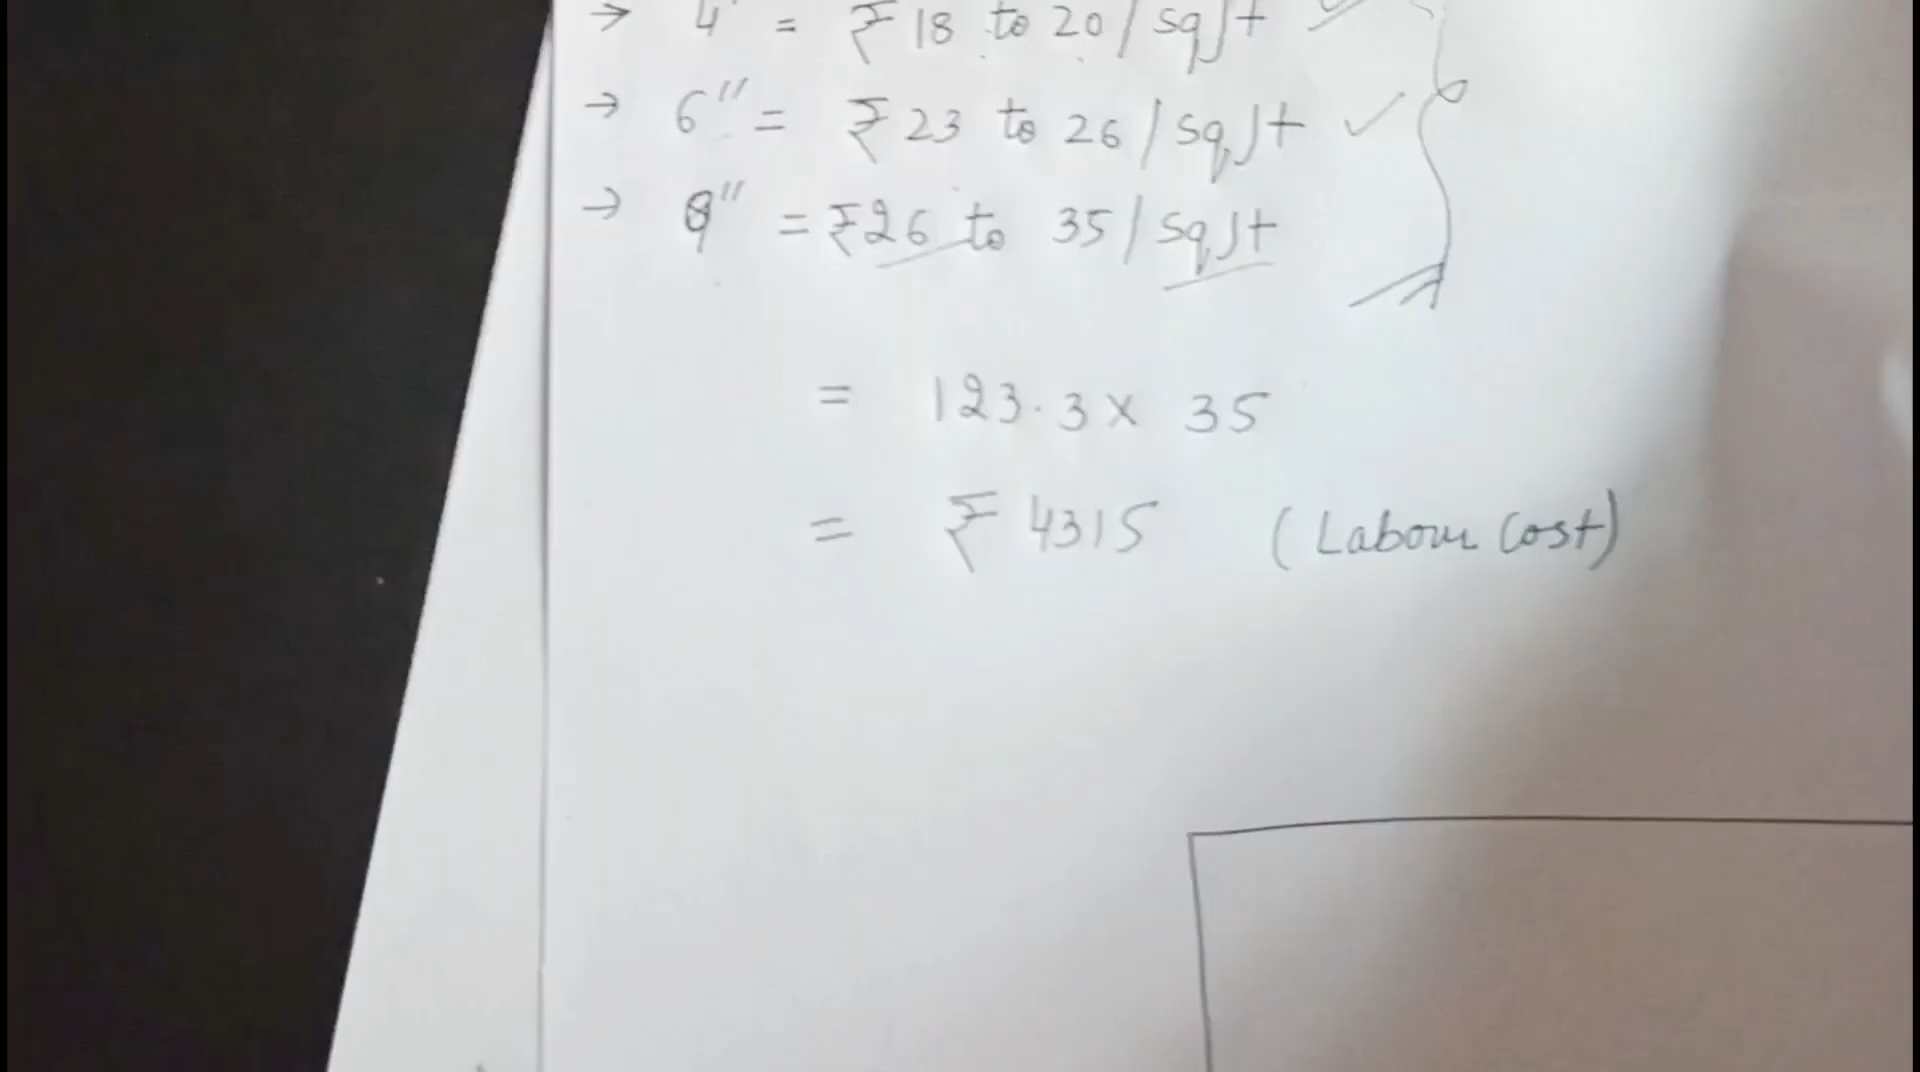 → 4" = ₹ 18 to 20 / sqft
→ 6" = ₹ 23 to 26 / sqft
→ 9" = ₹ 26 to 35 / sqft
= 123.3 x 35
= ₹ 4315 (Labour Cost)